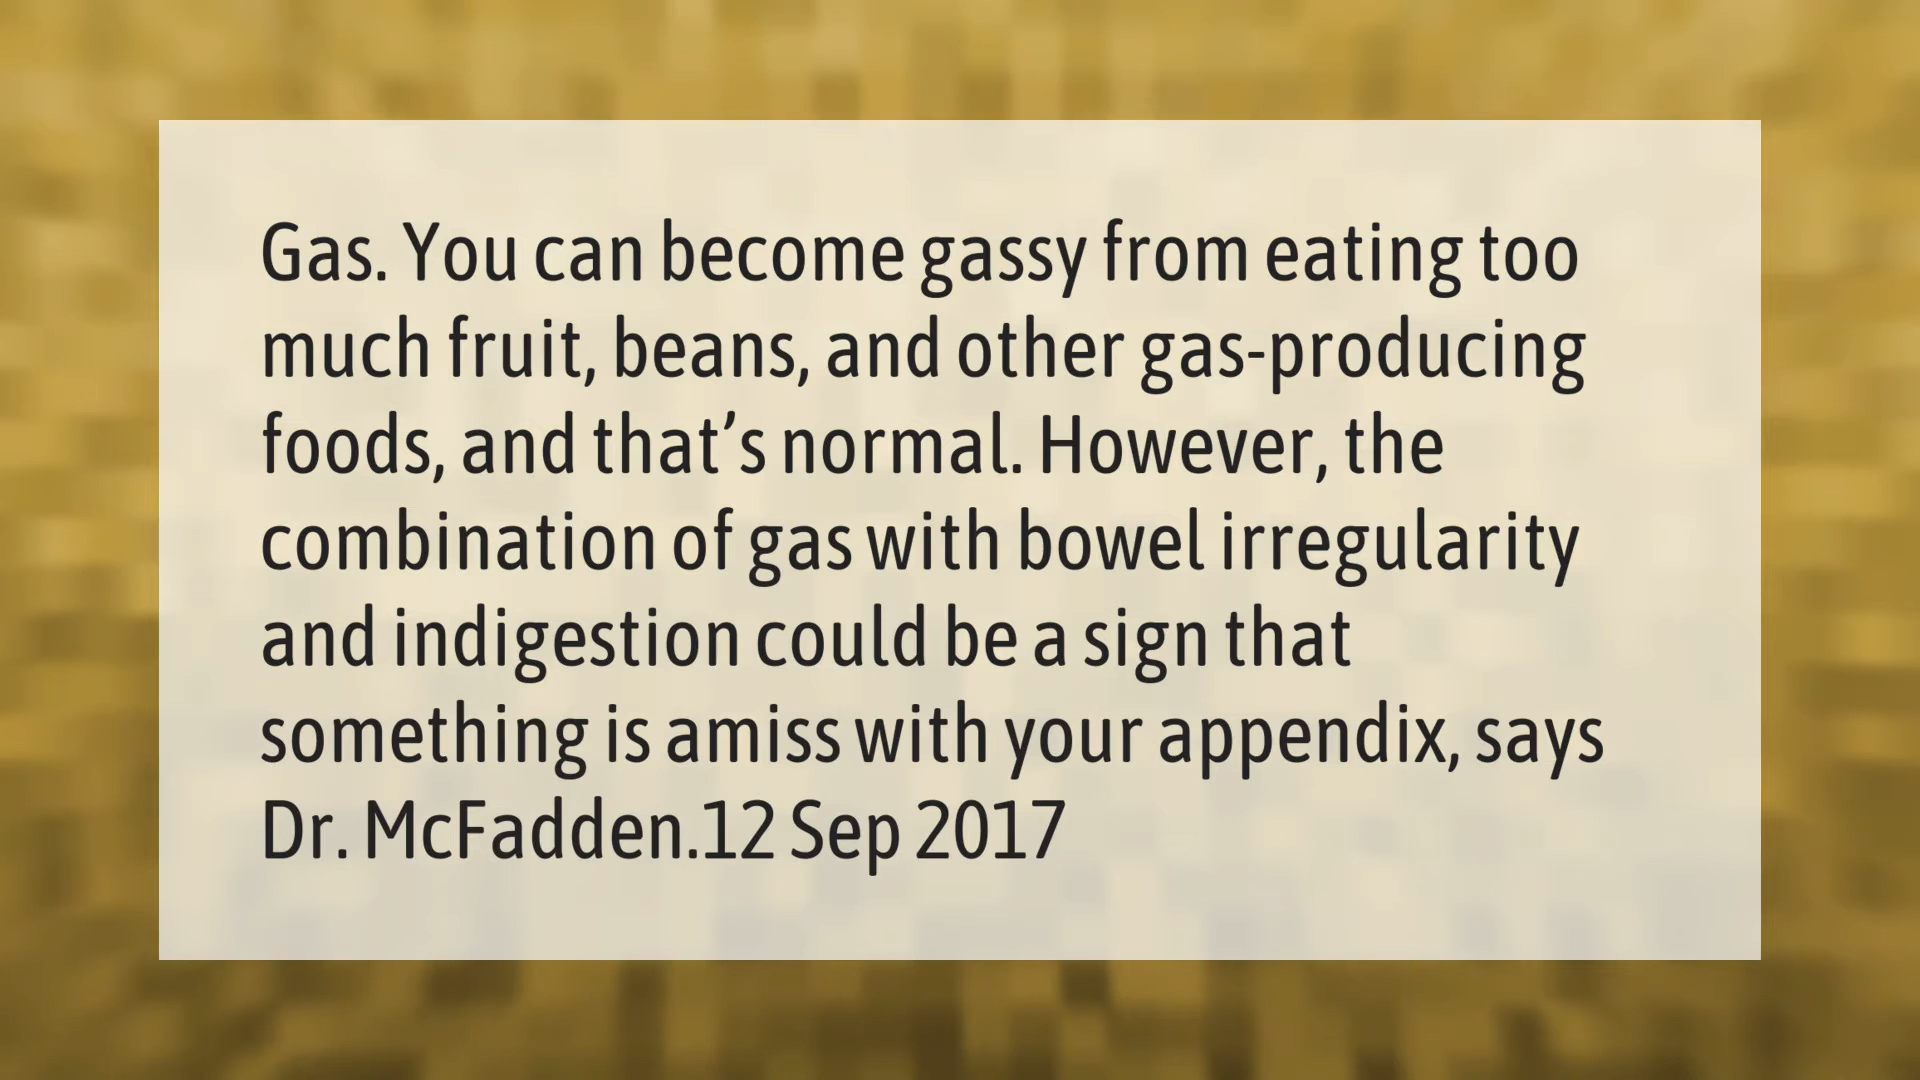 Gas. You can become gassy from eating too
much fruit, beans, and other gas-producing
foods, and that’s normal. However, the
combination of gas with bowel irregularity
and indigestion could be a sign that
something is amiss with your appendix, says
Dr. McFadden.12 Sep 2017